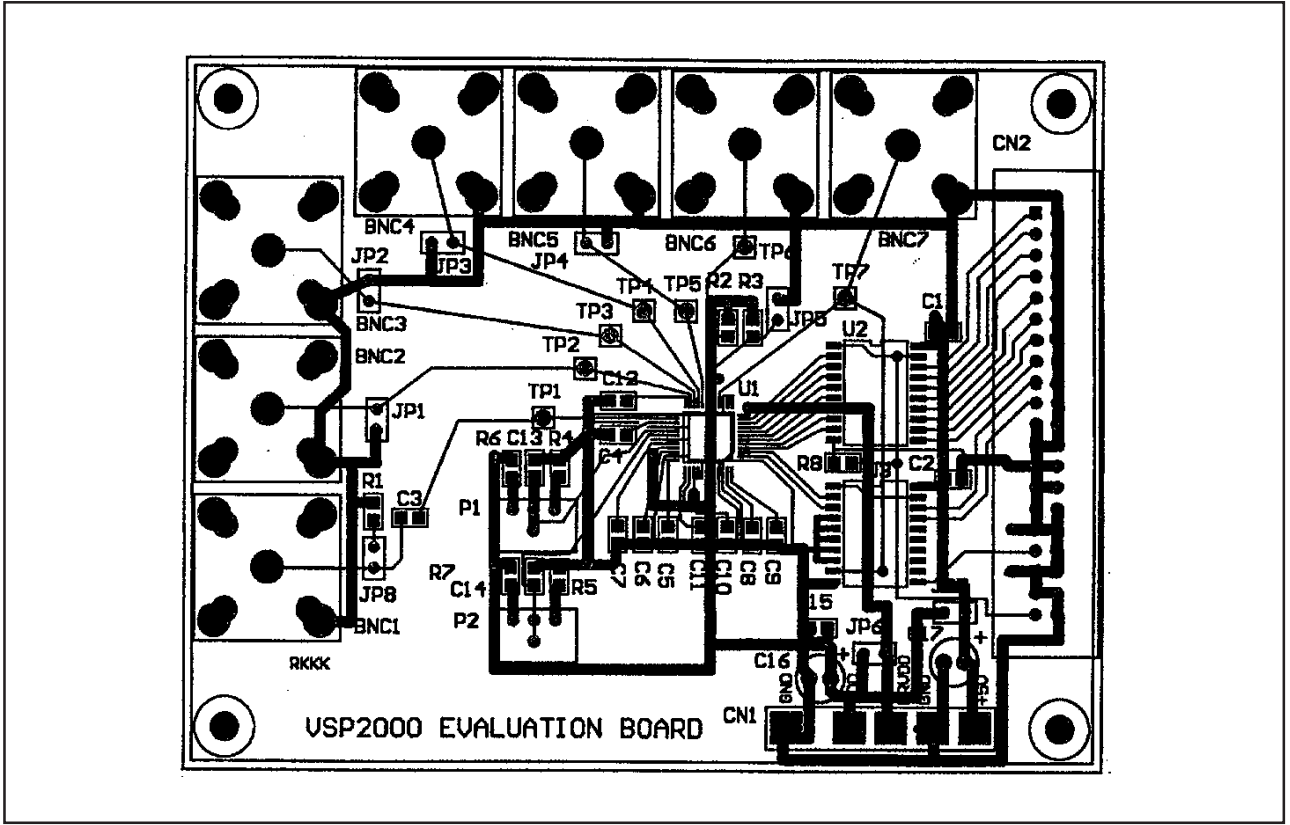 CN2
BNC4
BNC5
BNC6
BNC7
JP2
JP3
JP4
TP6
TP7
TP4
TP5
R2
R3
C1
BNC3
TP3
JP5
U2
BNC2
TP2
C12
U1
JP1
TP1
R6
C13
R4
C4
R8
C2
R1
C3
P1
R7
C14
R5
C7
C6
C5
C11
C10
C8
C9
JP8
P2
BNC1
15
JP6
17
+
RKKK
C16
+
GND
RVDD
GND
+5V
VSP2000 EVALUATION BOARD
CN1